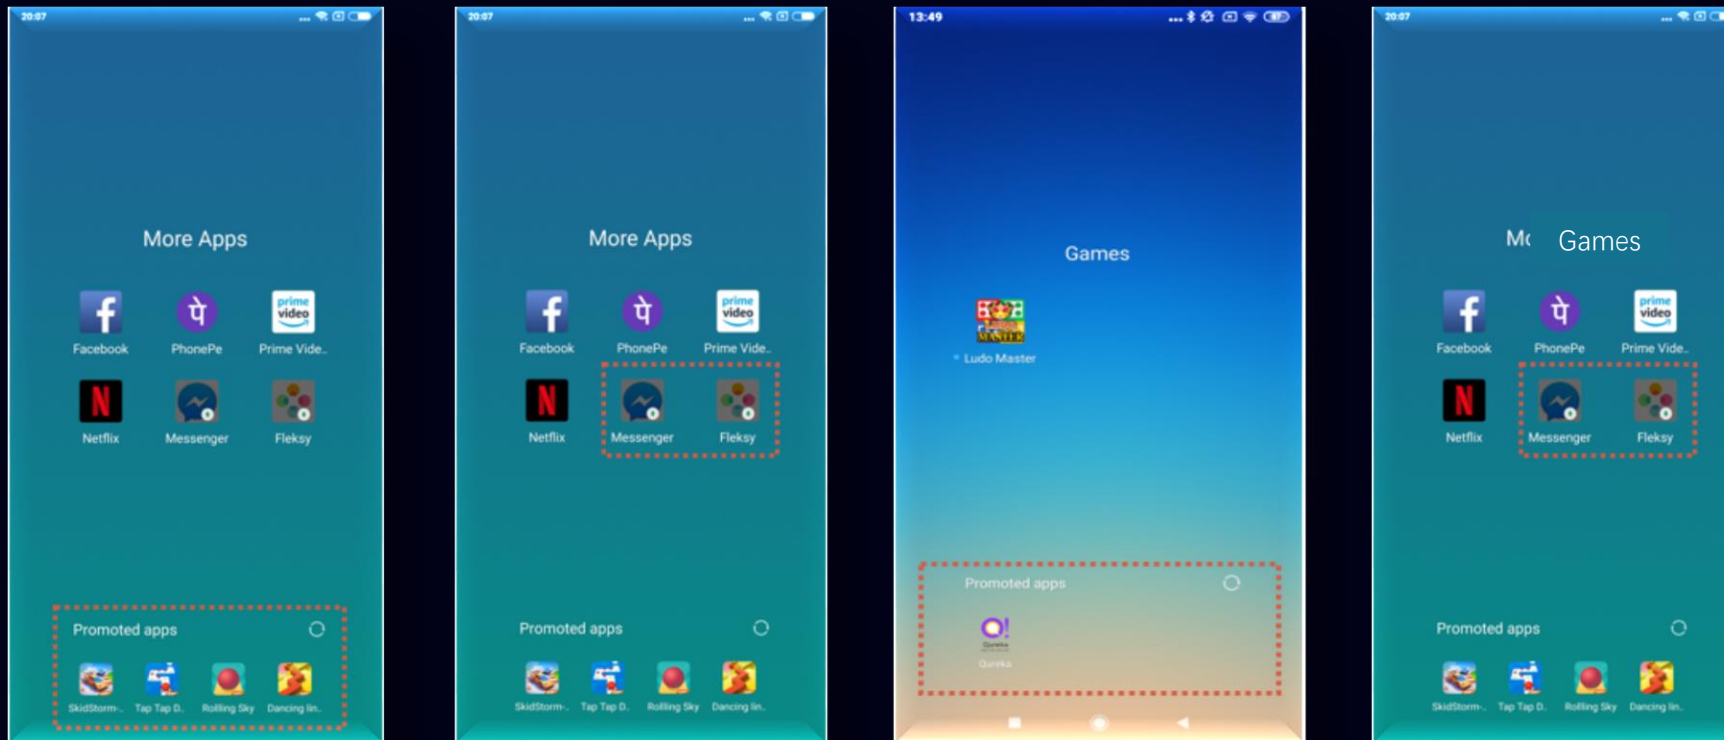 20:07
More Apps
Facebook PhonePe Prime Vide..
Netflix Messenger Fleksy
Promoted apps
SkidStorm-.. Tap Tap D.. Rolling Sky Dancing lin..
20:07
More Apps
Facebook PhonePe Prime Vide..
Netflix Messenger Fleksy
Promoted apps
SkidStorm-.. Tap Tap D.. Rolling Sky Dancing lin..
13:49
Games
Ludo Master
Promoted apps
Qureka
20:07
Games
Facebook PhonePe Prime Vide..
Netflix Messenger Fleksy
Promoted apps
SkidStorm-.. Tap Tap D.. Rolling Sky Dancing lin..